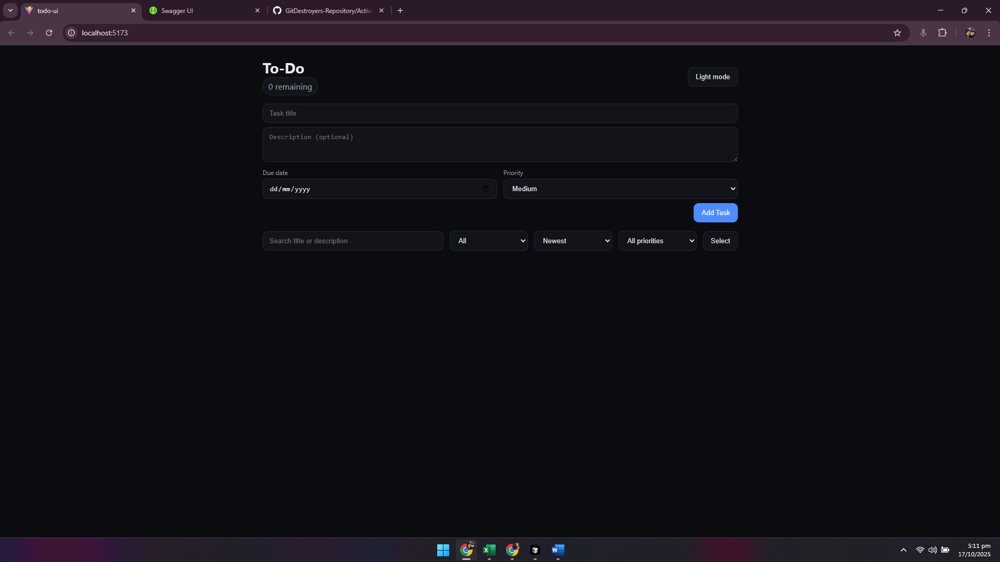 todo-ui
Swagger UI
GitDestroyers-Repository/Activi
localhost:5173
To-Do
0 remaining
Light mode
Task title
Description (optional)
Due date
Priority
dd/mm/yyyy
Medium
Add Task
Search title or description
All
Newest
All priorities
Select
5:11 pm
17/10/2025